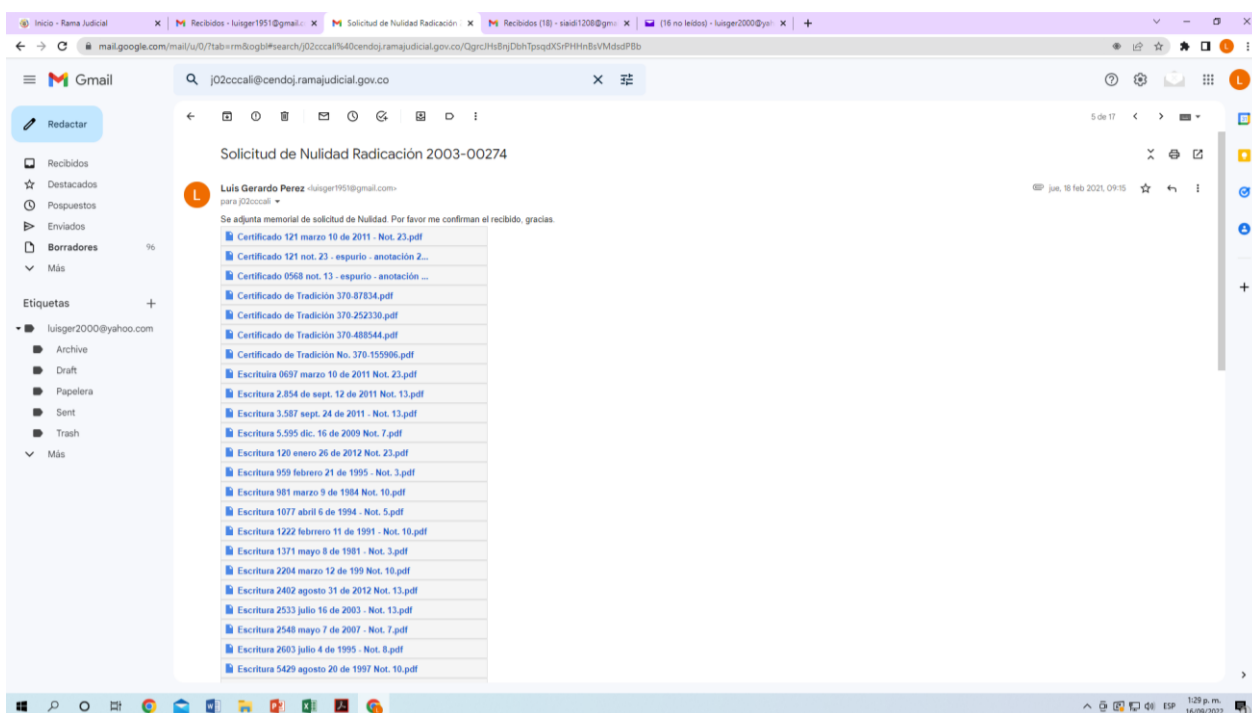 Inicio - Rama Judicial
Recibidos - luisger1951@gmail.c
Solicitud de Nulidad Radicación
Recibidos (18) - siaidi1208@gma
(16 no leídos) - luisger2000@yah
mail.google.com/mail/u/0/?tab=rm&ogbl#search/j02cccali%40cendoj.ramajudicial.gov.co/
Gmail
j02cccali@cendoj.ramajudicial.gov.co
L
Redactar
5 de 17
Recibidos
Destacados
Pospuestos
Enviados
Borradores 96
Más
Etiquetas
luisger2000@yahoo.com
Archive
Draft
Papelera
Sent
Trash
Más
Solicitud de Nulidad Radicación 2003-00274
L
Luis Gerardo Perez <luisger1951@gmail.com>
jue, 18 feb 2021, 09:15
para j02cccali
Se adjunta memorial de solicitud de Nulidad. Por favor me confirman el recibido, gracias.
Certificado 121 marzo 10 de 2011 - Not. 23.pdf
Certificado 121 not. 23 - espurio - anotación 2...
Certificado 0568 not. 13 - espurio - anotación ...
Certificado de Tradición 370-87834.pdf
Certificado de Tradición 370-252330.pdf
Certificado de Tradición 370-488544.pdf
Certificado de Tradición No. 370-155906.pdf
Escrituira 0697 marzo 10 de 2011 Not. 23.pdf
Escritura 2.854 de sept. 12 de 2011 Not. 13.pdf
Escritura 3.587 sept. 24 de 2011 - Not. 13.pdf
Escritura 5.595 dic. 16 de 2009 Not. 7.pdf
Escritura 120 enero 26 de 2012 Not. 23.pdf
Escritura 959 febrero 21 de 1995 - Not. 3.pdf
Escritura 981 marzo 9 de 1984 Not. 10.pdf
Escritura 1077 abril 6 de 1994 - Not. 5.pdf
Escritura 1222 febrrero 11 de 1991 - Not. 10.pdf
Escritura 1371 mayo 8 de 1981 - Not. 3.pdf
Escritura 2204 marzo 12 de 199 Not. 10.pdf
Escritura 2402 agosto 31 de 2012 Not. 13.pdf
Escritura 2533 julio 16 de 2003 - Not. 13.pdf
Escritura 2548 mayo 7 de 2007 - Not. 7.pdf
Escritura 2603 julio 4 de 1995 - Not. 8.pdf
Escritura 5429 agosto 20 de 1997 Not. 10.pdf
ESP
1:29 p. m.
16/09/2022